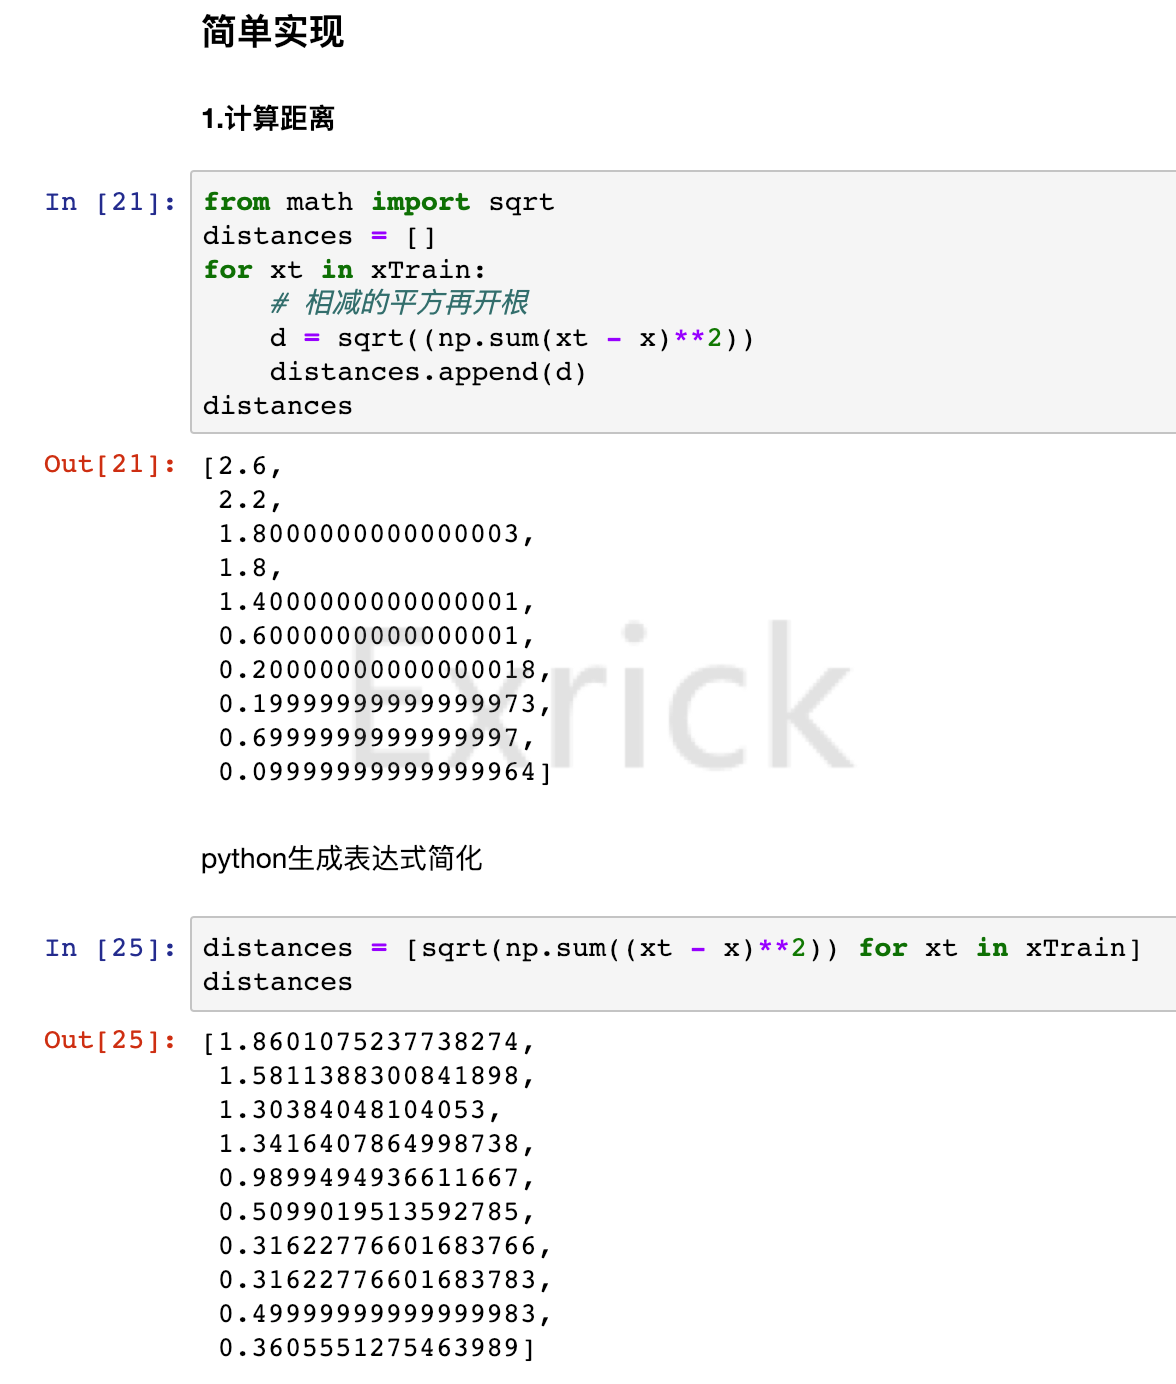 简单实现
1.计算距离
In [21]:
from math import sqrt
distances = []
for xt in xTrain:
    # 相减的平方再开根
    d = sqrt((np.sum(xt - x)**2))
    distances.append(d)
distances
Out[21]:
[2.6,
 2.2,
 1.8000000000000003,
 1.8,
 1.4000000000000001,
 0.6000000000000001,
 0.20000000000000018,
 0.19999999999999973,
 0.6999999999999997,
 0.09999999999999964]
Exrick
python生成表达式简化
In [25]:
distances = [sqrt(np.sum((xt - x)**2)) for xt in xTrain]
distances
Out[25]:
[1.8601075237738274,
 1.5811388300841898,
 1.30384048104053,
 1.3416407864998738,
 0.9899494936611667,
 0.5099019513592785,
 0.31622776601683766,
 0.31622776601683783,
 0.49999999999999983,
 0.3605551275463989]